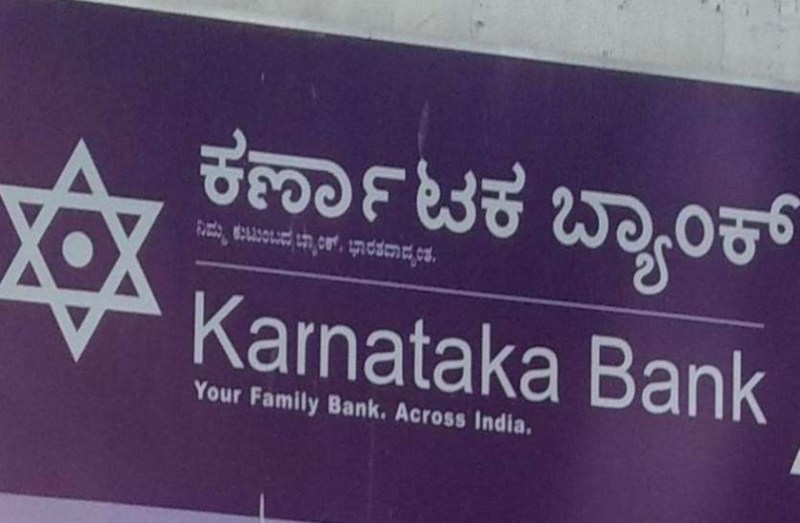 ಕರ್ಣಾಟಕ ಬ್ಯಾಂಕ್
ನಿಮ್ಮ ಕುಟುಂಬದ ಬ್ಯಾಂಕ್. ಭಾರತದಾದ್ಯಂತ.
Karnataka Bank
Your Family Bank. Across India.